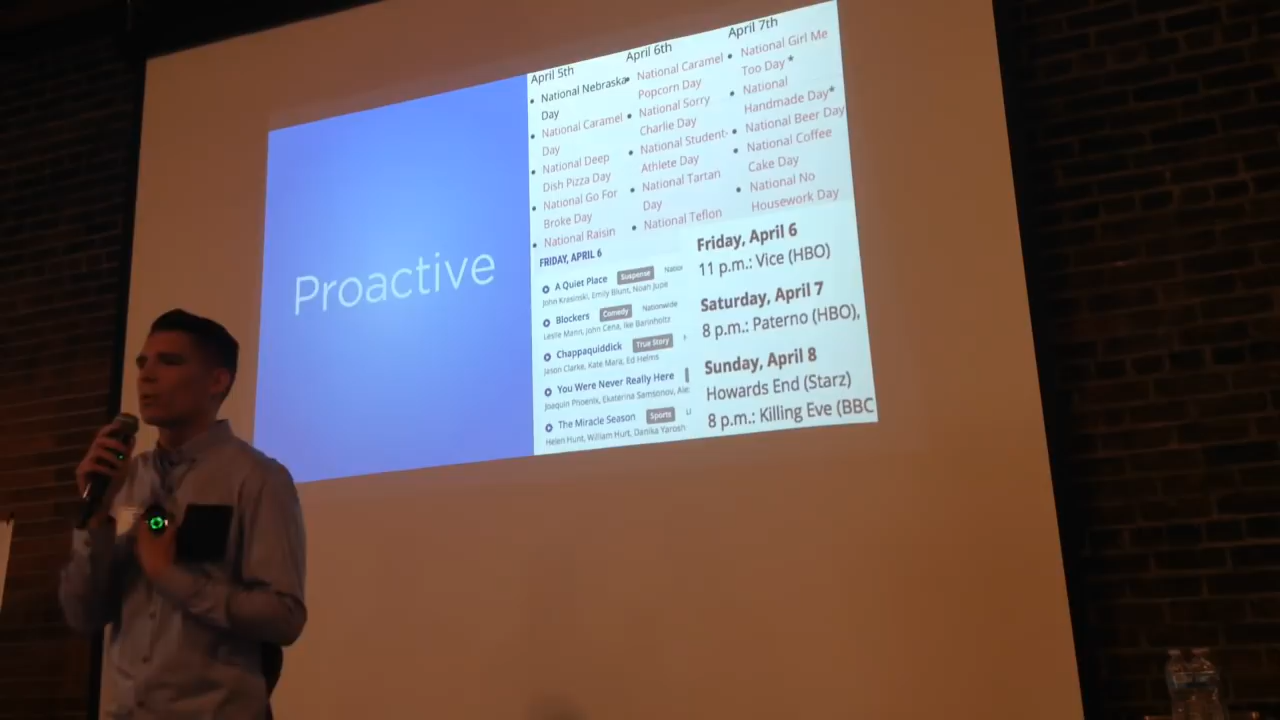 Proactive
April 5th
National Nebraska
Day
National Caramel
Day
National Deep
Dish Pizza Day
National Go For
Broke Day
National Raisin
April 6th
National Caramel
Popcorn Day
National Sorry
Charlie Day
National Student-
Athlete Day
National Tartan
Day
National Teflon
April 7th
National Girl Me
Too Day *
National
Handmade Day*
National Beer Day
National Coffee
Cake Day
National No
Housework Day
FRIDAY, APRIL 6
A Quiet Place Suspense Nation
John Krasinski, Emily Blunt, Noah Jupe
Blockers Comedy Nationwide
Leslie Mann, John Cena, Ike Barinholtz
Chappaquiddick True Story
Jason Clarke, Kate Mara, Ed Helms
You Were Never Really Here
Joaquin Phoenix, Ekaterina Samsonov, Ale
The Miracle Season Sports
Helen Hunt, William Hurt, Danika Yarosh
Friday, April 6
11 p.m.: Vice (HBO)
Saturday, April 7
8 p.m.: Paterno (HBO),
Sunday, April 8
Howards End (Starz)
8 p.m.: Killing Eve (BBC